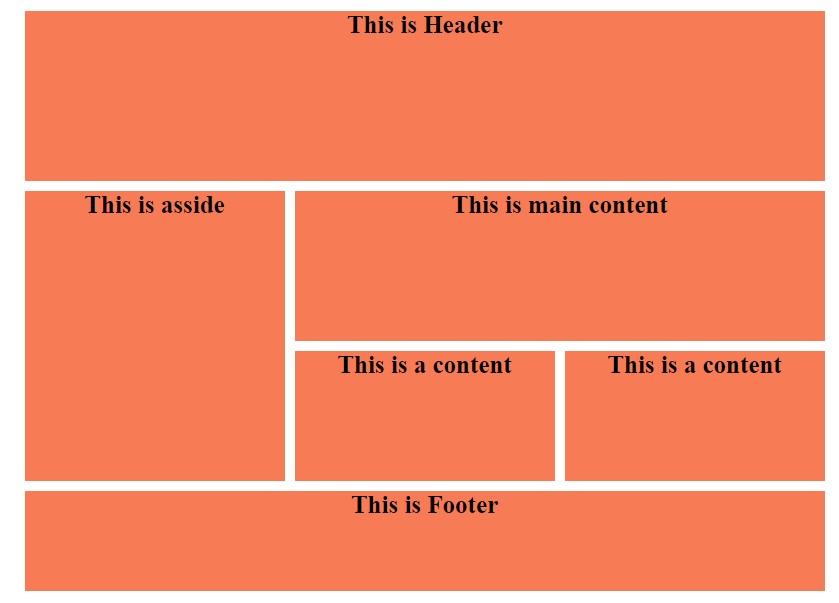 This is Header
This is asside
This is main content
This is a content
This is a content
This is Footer